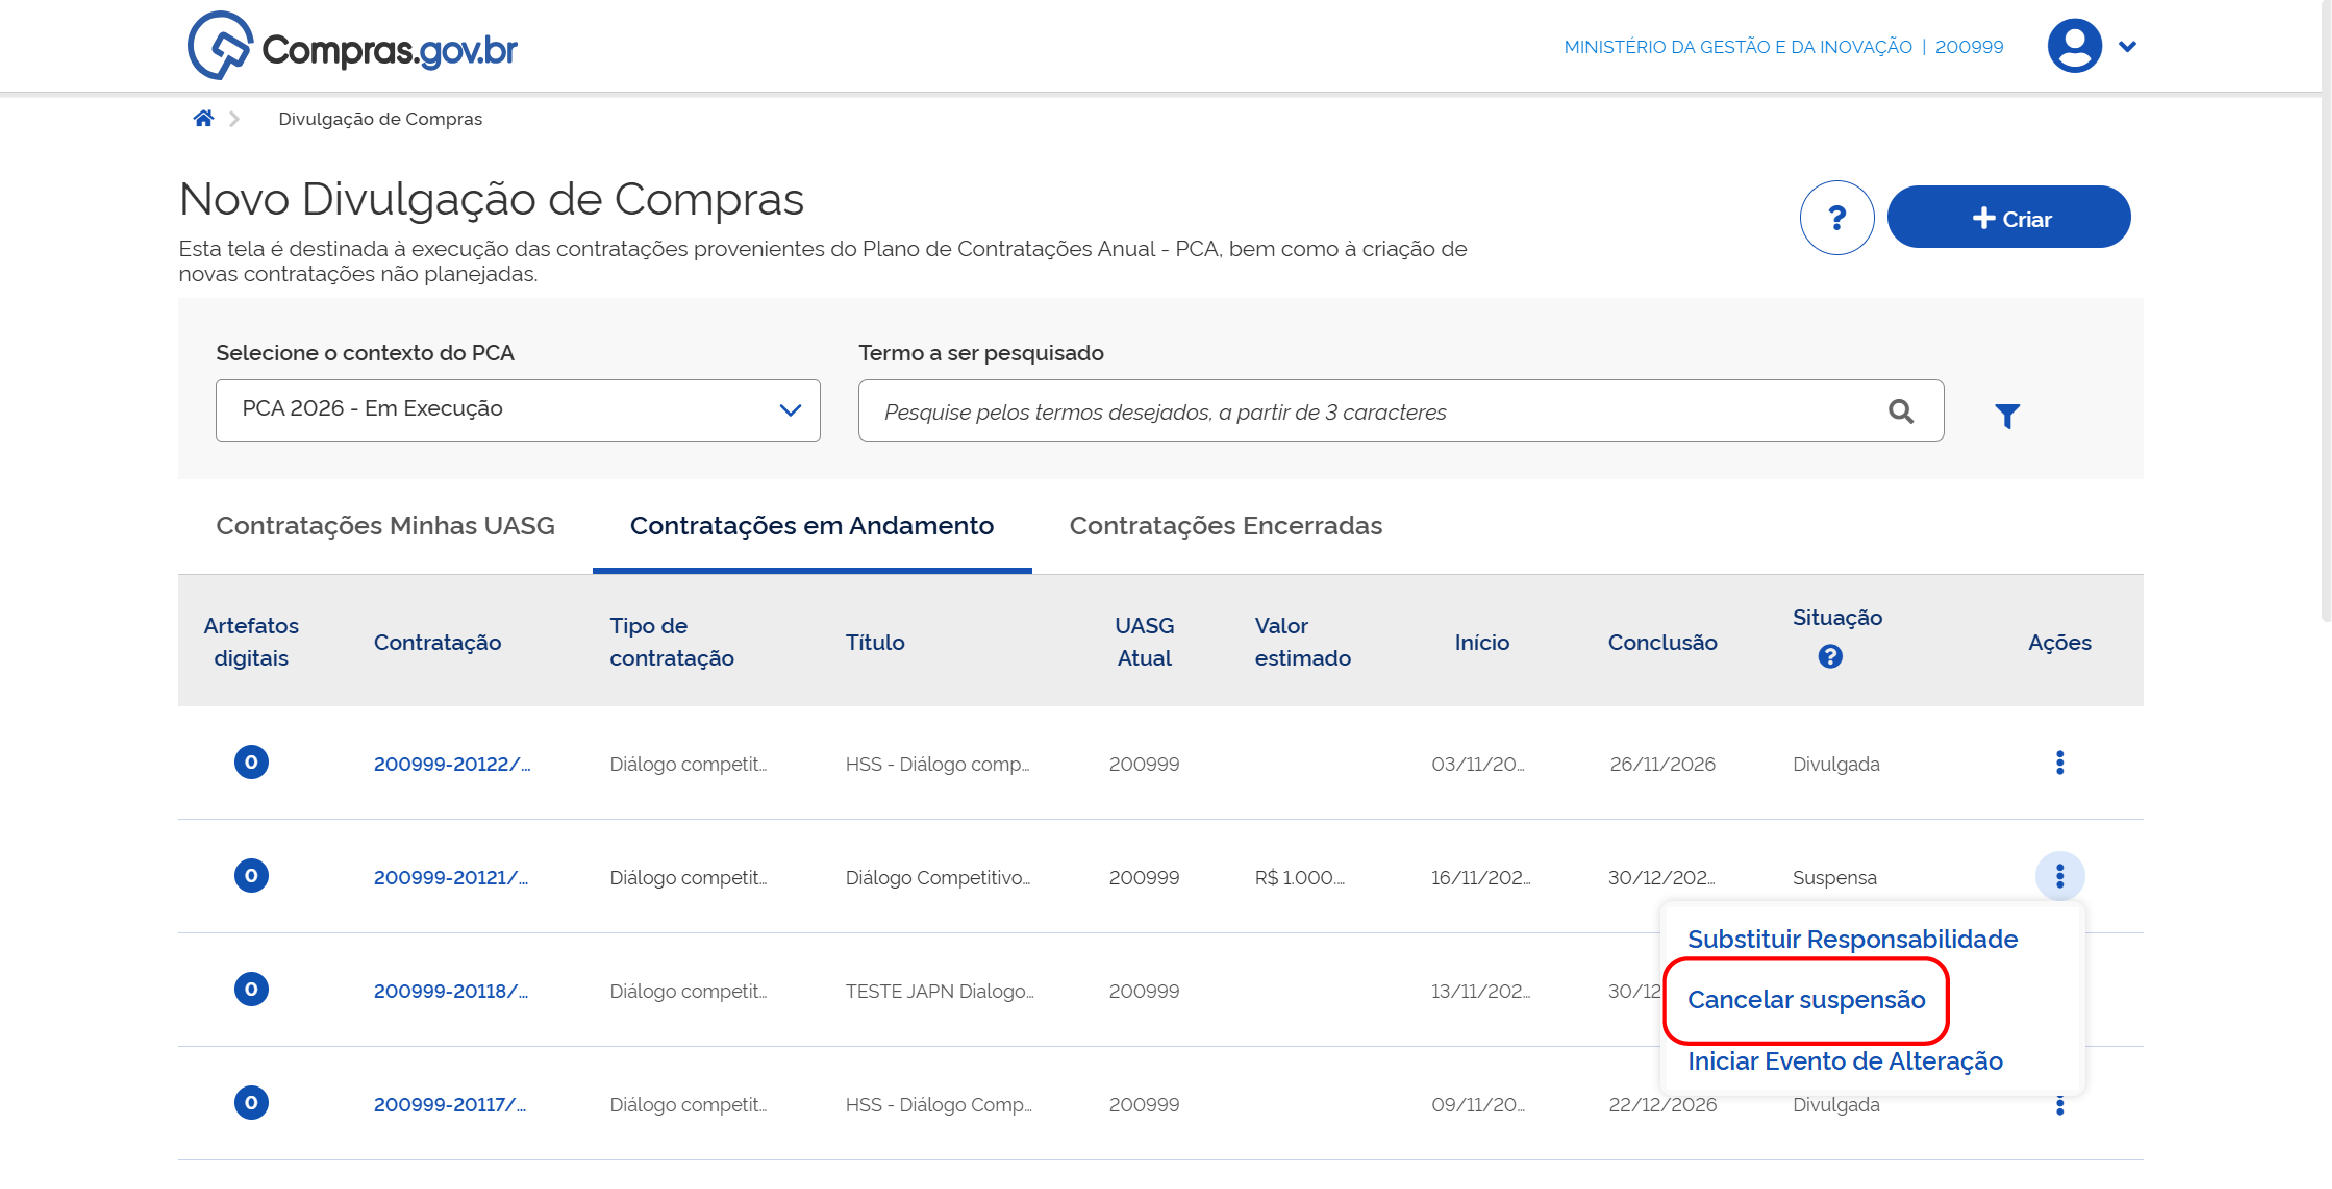 Compras.gov.br
MINISTÉRIO DA GESTÃO E DA INOVAÇÃO | 200999
Divulgação de Compras
Novo Divulgação de Compras
Esta tela é destinada à execução das contratações provenientes do Plano de Contratações Anual - PCA, bem como à criação de
novas contratações não planejadas.
?
+ Criar
Selecione o contexto do PCA
Termo a ser pesquisado
PCA 2026 - Em Execução
Pesquise pelos termos desejados, a partir de 3 caracteres
Contratações Minhas UASG
Contratações em Andamento
Contratações Encerradas
Artefatos digitais
Contratação
Tipo de contratação
Título
UASG Atual
Valor estimado
Início
Conclusão
Situação ?
Ações
0 200999-20122/... Diálogo competit... HSS - Diálogo comp... 200999 03/11/20... 26/11/2026 Divulgada
0 200999-20121/... Diálogo competit... Diálogo Competitivo... 200999 R$ 1.000.... 16/11/202... 30/12/202... Suspensa
Substituir Responsabilidade
0 200999-20118/... Diálogo competit... TESTE JAPN Dialogo... 200999 13/11/202... 30/12
Cancelar suspensão
Iniciar Evento de Alteração
0 200999-20117/... Diálogo competit... HSS - Diálogo Comp... 200999 09/11/20... 22/12/2026 Divulgada